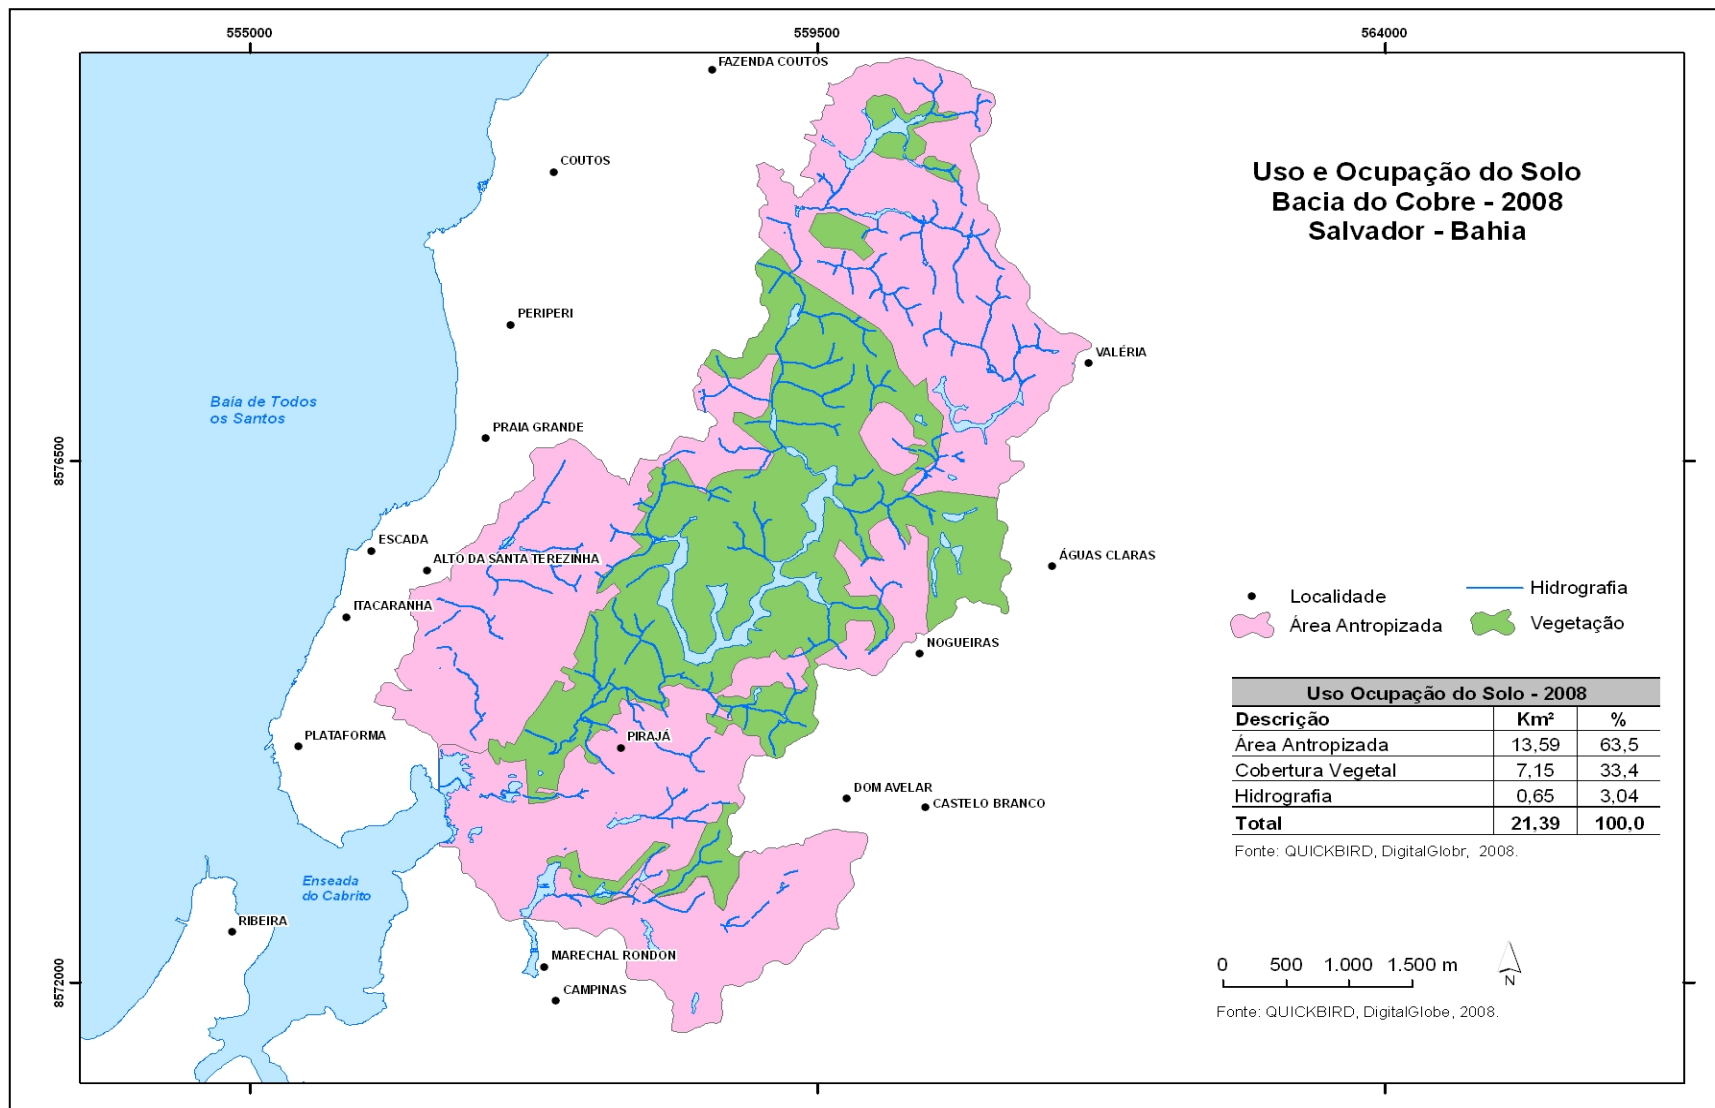 555000
559500
564000
FAZENDA COUTOS
COUTOS
Uso e Ocupação do Solo
Bacia do Cobre - 2008
Salvador - Bahia
PERIPERI
VALÉRIA
Baía de Todos
os Santos
PRAIA GRANDE
8576500
ESCADA
ALTO DA SANTA TEREZINHA
ÁGUAS CLARAS
ITACARANHA
Localidade
Hidrografia
Área Antropizada
Vegetação
NOGUEIRAS
Uso Ocupação do Solo - 2008
Descrição Km² %
Área Antropizada 13,59 63,5
Cobertura Vegetal 7,15 33,4
Hidrografia 0,65 3,04
Total 21,39 100,0
Fonte: QUICKBIRD, DigitalGlobr, 2008.
PLATAFORMA
PIRAJÁ
DOM AVELAR
CASTELO BRANCO
Enseada
do Cabrito
RIBEIRA
MARECHAL RONDON
CAMPINAS
8572000
0 500 1.000 1.500 m
N
Fonte: QUICKBIRD, DigitalGlobe, 2008.